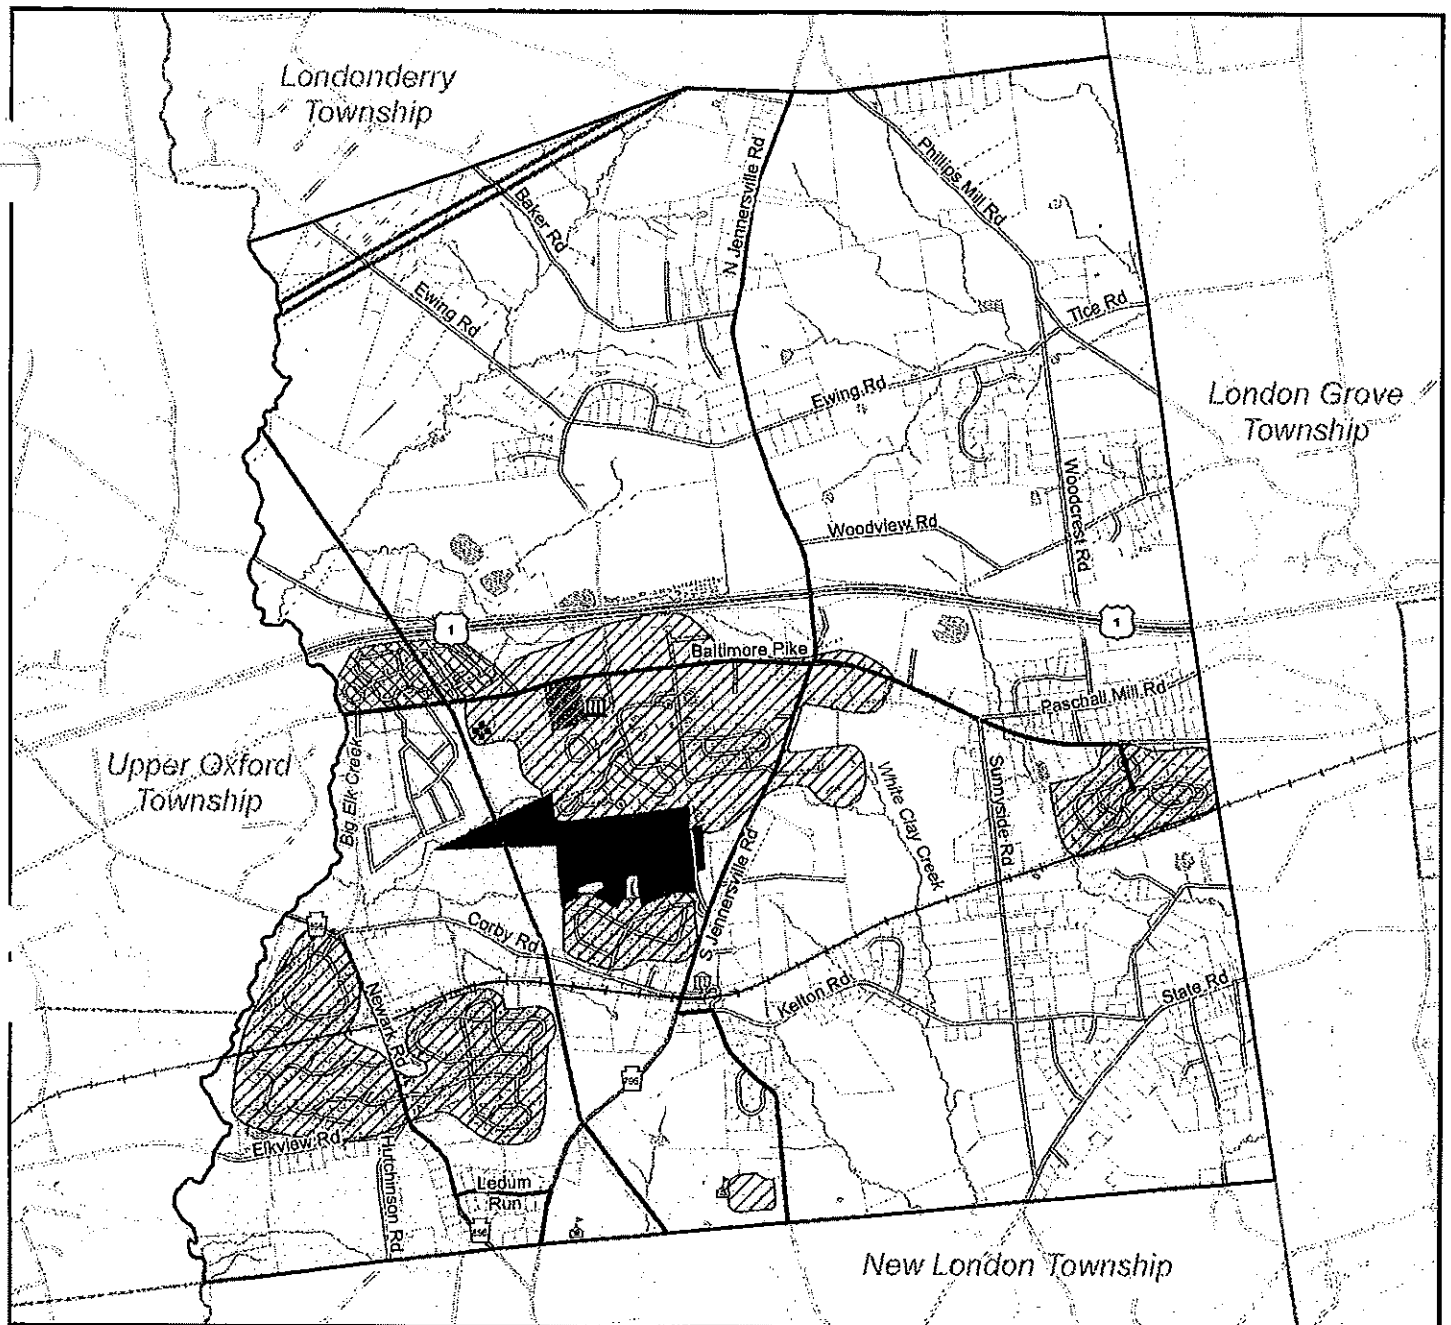 Londonderry
Township
N Jennersville Rd
Phillips Mill Rd
Baker Rd
Ewing Rd
Tice Rd
Ewing Rd
London Grove
Township
Woodcrest Rd
Woodview Rd
1
1
Baltimore Pike
Paschall Mill Rd
Upper Oxford
Township
Big Elk Creek
White Clay Creek
Sunnyside Rd
S Jennersville Rd
Corby Rd
Newark Rd
Kelton Rd
State Rd
796
Elkview Rd
Hutchinson Rd
Ledum
Run
New London Township